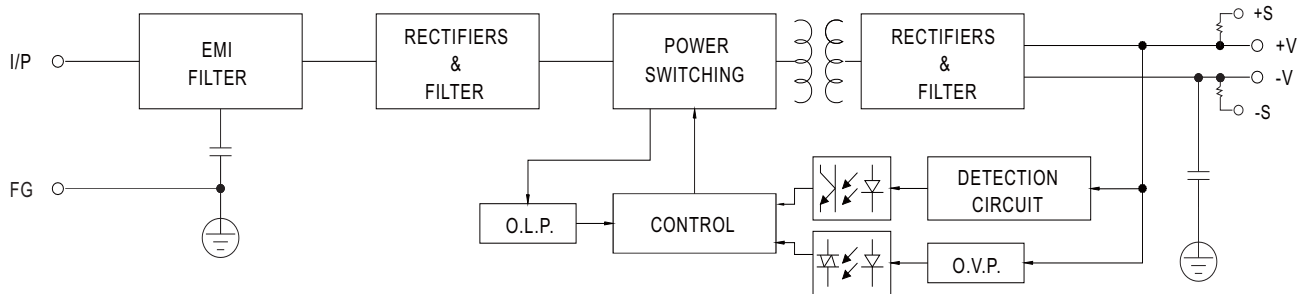 I/P
EMI
FILTER
RECTIFIERS
&
FILTER
POWER
SWITCHING
RECTIFIERS
&
FILTER
+S
+V
-V
-S
FG
O.L.P.
CONTROL
DETECTION
CIRCUIT
O.V.P.